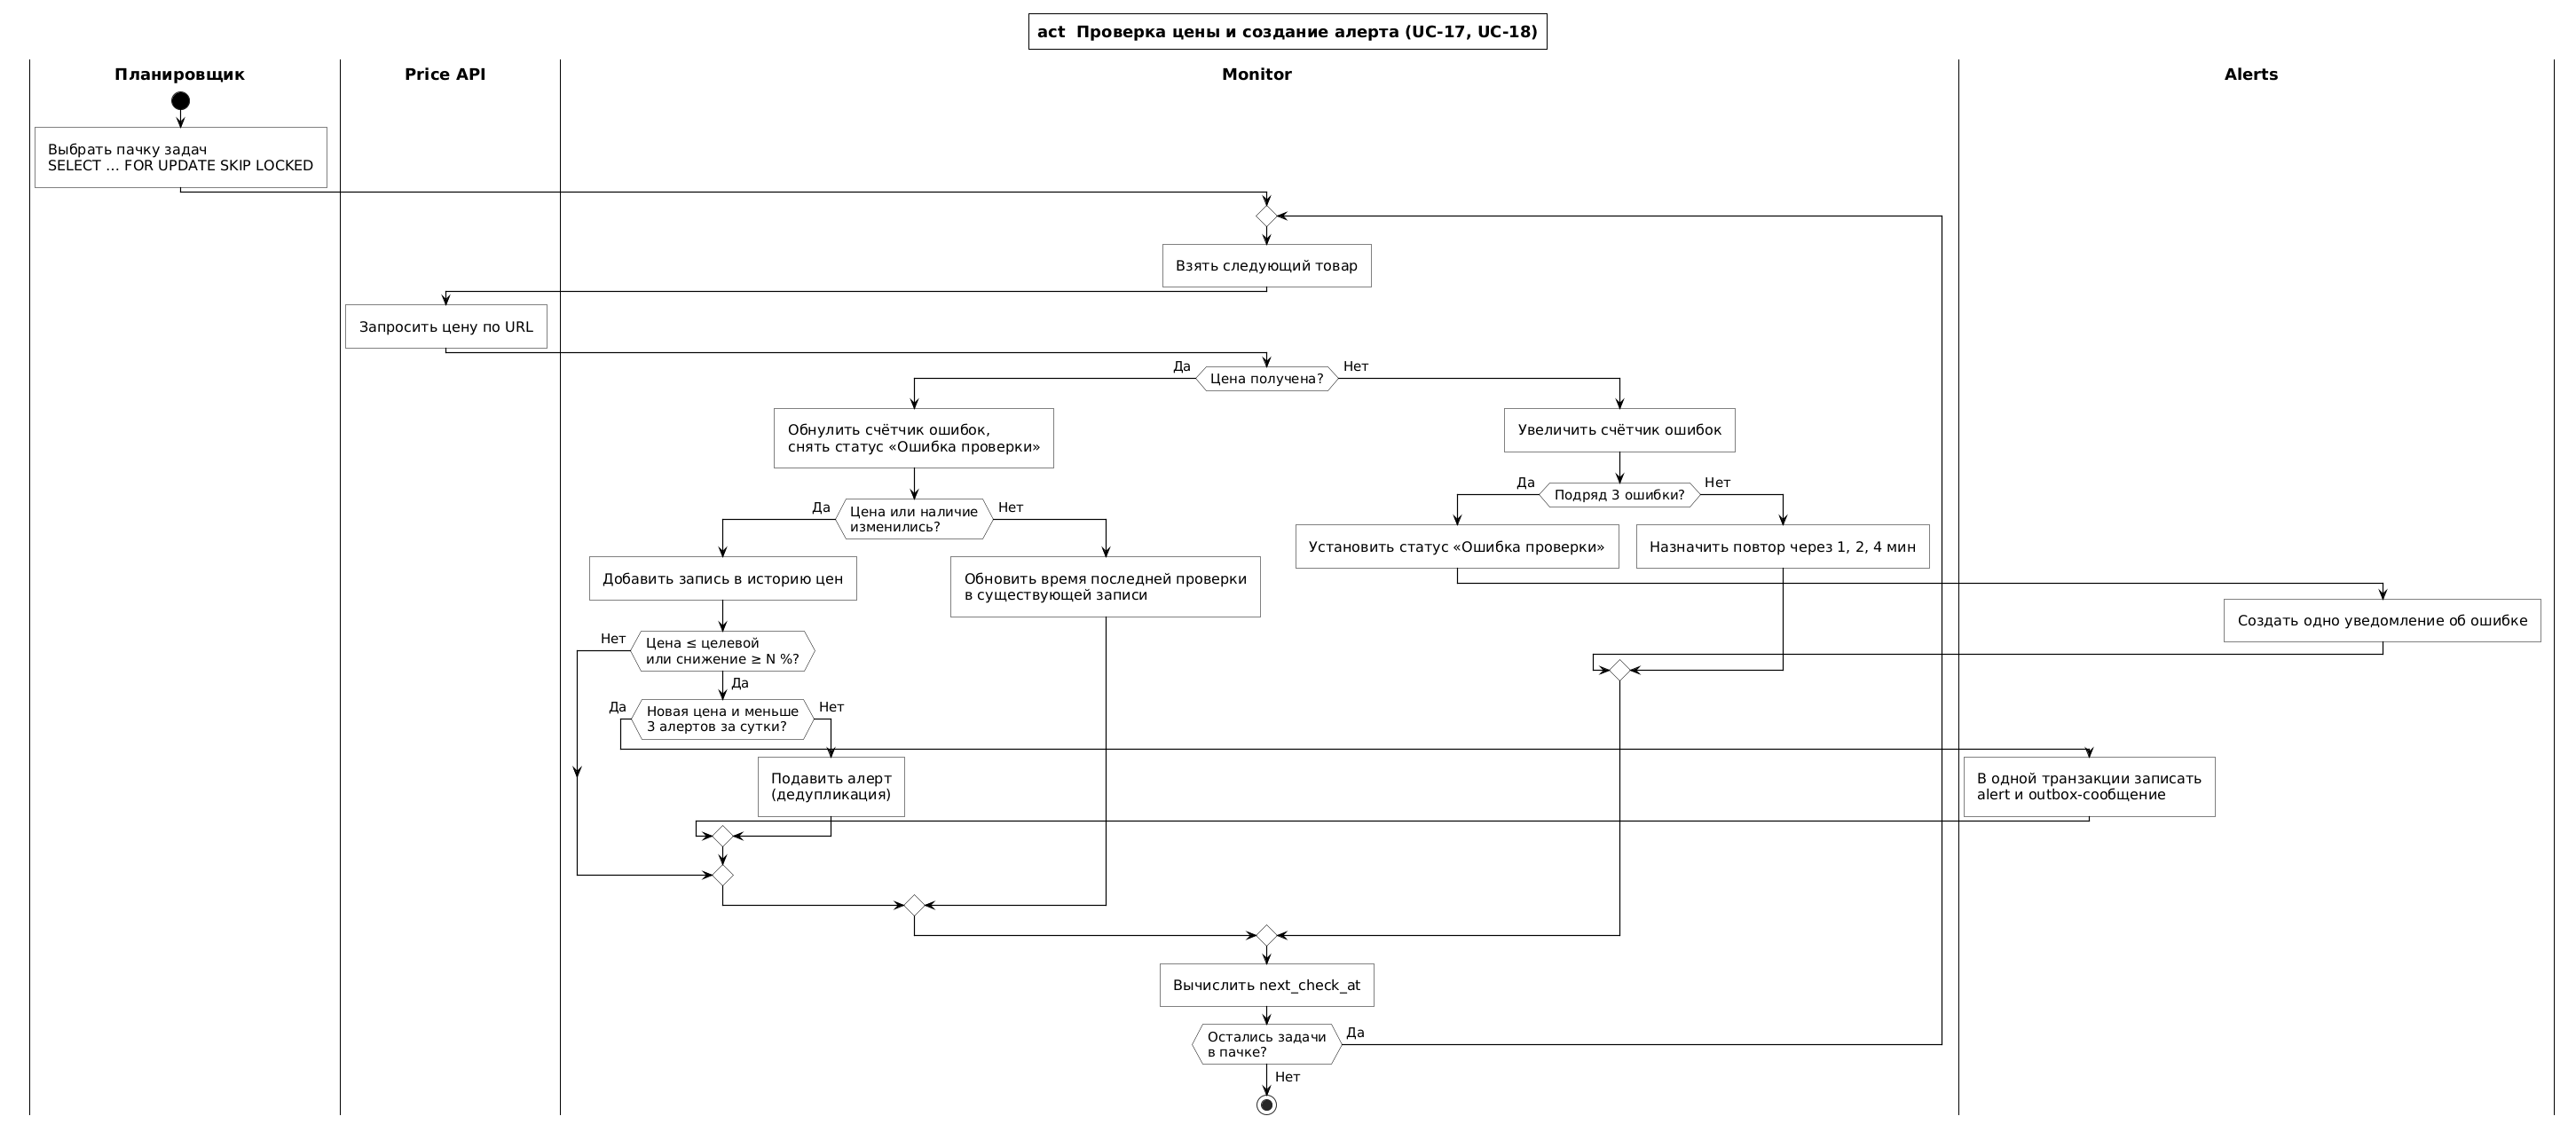 act  Проверка цены и создание алерта (UC-17, UC-18)
Планировщик
Price API
Monitor
Alerts
Выбрать пачку задач
SELECT ... FOR UPDATE SKIP LOCKED
Взять следующий товар
Запросить цену по URL
Да
Цена получена?
Нет
Обнулить счётчик ошибок,
снять статус «Ошибка проверки»
Увеличить счётчик ошибок
Да
Цена или наличие
изменились?
Нет
Да
Подряд 3 ошибки?
Нет
Добавить запись в историю цен
Обновить время последней проверки
в существующей записи
Установить статус «Ошибка проверки»
Назначить повтор через 1, 2, 4 мин
Создать одно уведомление об ошибке
Нет
Цена ≤ целевой
или снижение ≥ N %?
Да
Да
Новая цена и меньше
3 алертов за сутки?
Нет
Подавить алерт
(дедупликация)
В одной транзакции записать
alert и outbox-сообщение
Вычислить next_check_at
Остались задачи
в пачке?
Да
Нет